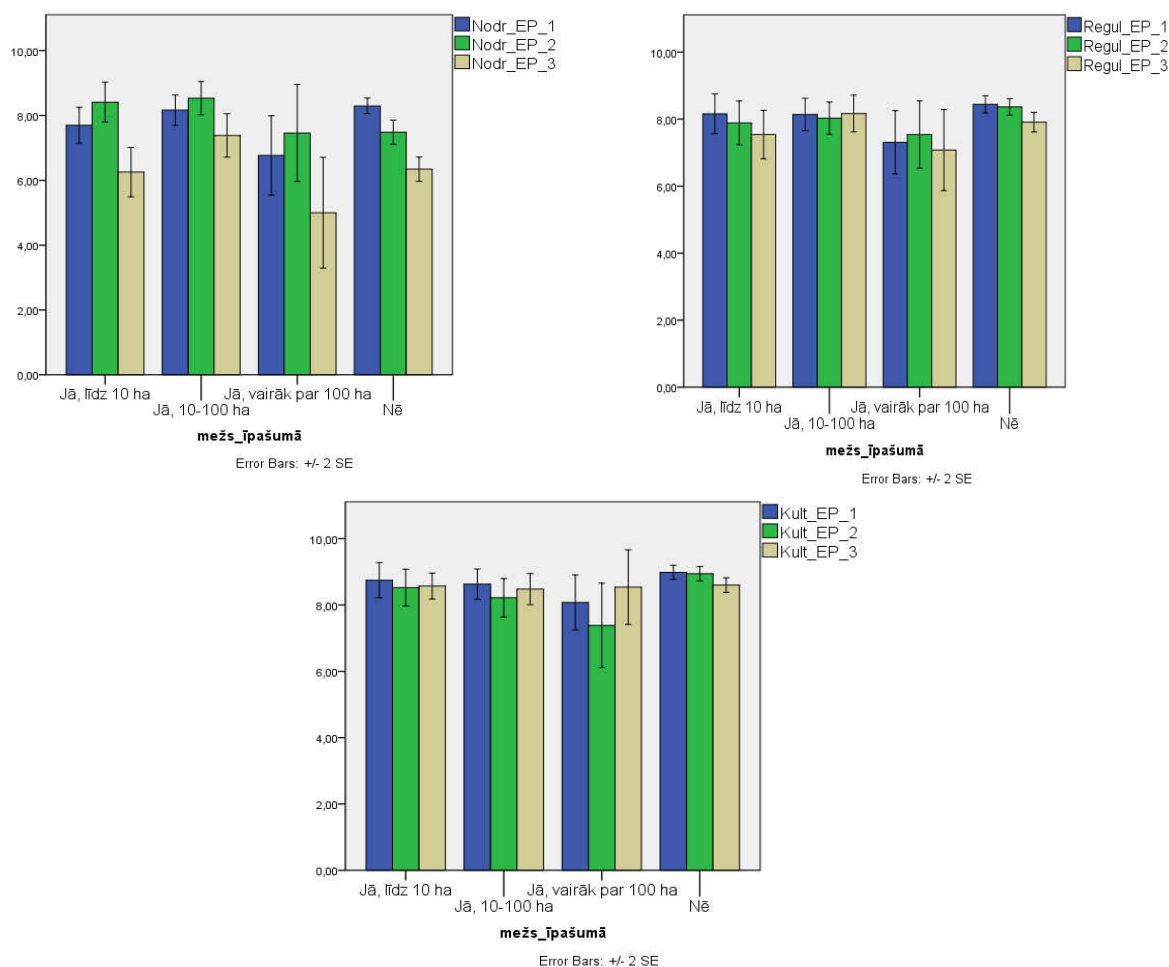 Nodr_EP_1
Nodr_EP_2
Nodr_EP_3
10,00
8,00
6,00
4,00
2,00
0,00
Jā, līdz 10 ha
Jā, vairāk par 100 ha
Jā, 10-100 ha
Nē
mežs_īpašumā
Error Bars: +/- 2 SE
Regul_EP_1
Regul_EP_2
Regul_EP_3
10,00
8,00
6,00
4,00
2,00
0,00
Jā, līdz 10 ha
Jā, vairāk par 100 ha
Jā, 10-100 ha
Nē
mežs_īpašumā
Error Bars: +/- 2 SE
Kult_EP_1
Kult_EP_2
Kult_EP_3
10,00
8,00
6,00
4,00
2,00
0,00
Jā, līdz 10 ha
Jā, vairāk par 100 ha
Jā, 10-100 ha
Nē
mežs_īpašumā
Error Bars: +/- 2 SE